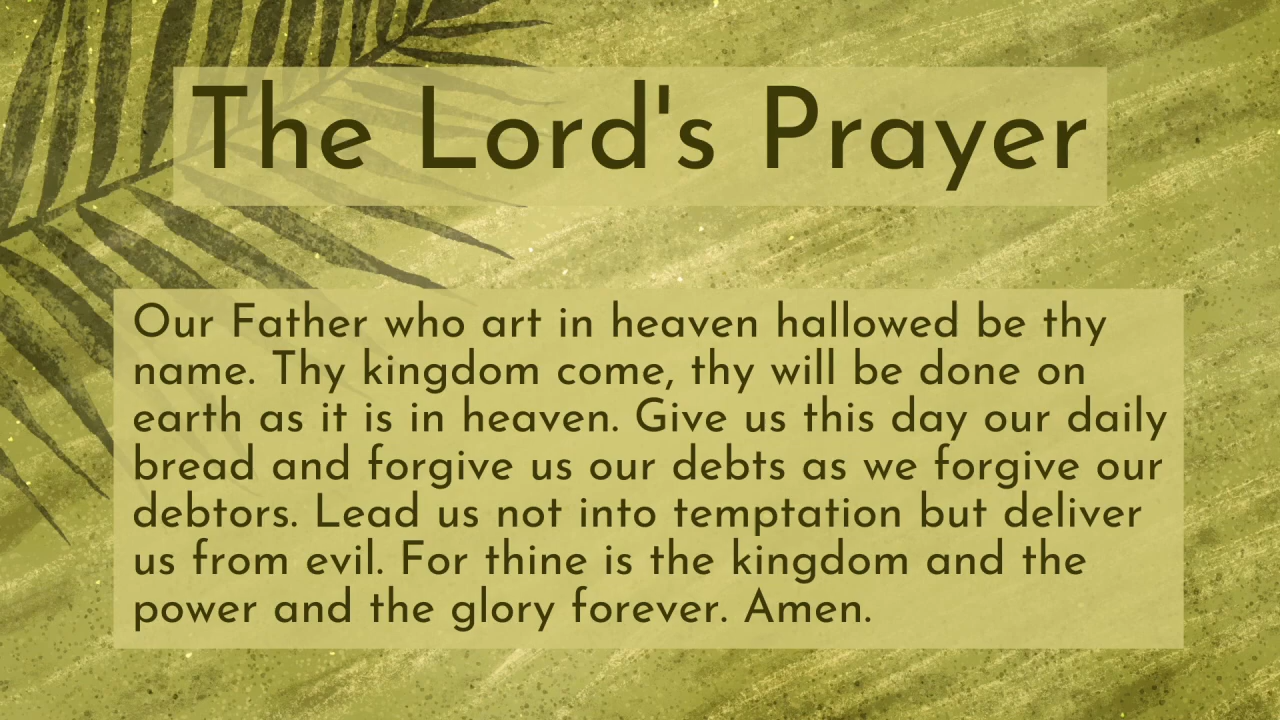 The Lord's Prayer
Our Father who art in heaven hallowed be thy
name. Thy kingdom come, thy will be done on
earth as it is in heaven. Give us this day our daily
bread and forgive us our debts as we forgive our
debtors. Lead us not into temptation but deliver
us from evil. For thine is the kingdom and the
power and the glory forever. Amen.